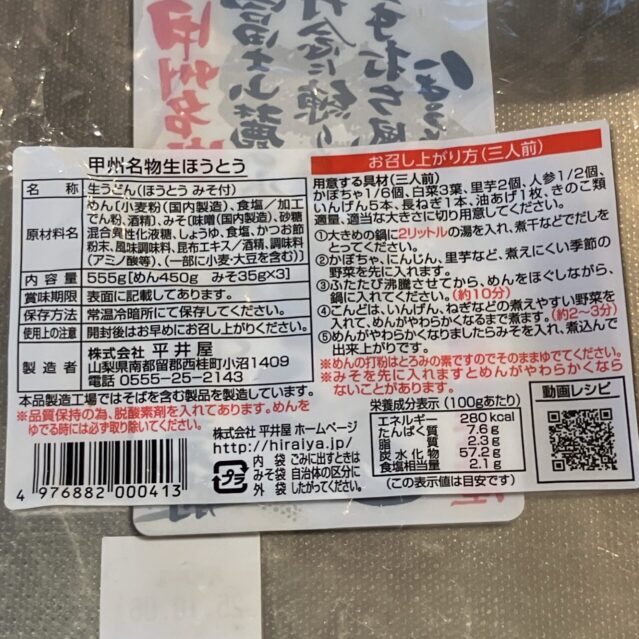 甲州名物生ほうとう
名称 生うどん(ほうとう みそ付)
原材料名 めん[小麦粉(国内製造)、食塩/加工
でん粉、酒精]、みそ[味噌(国内製造)、砂糖
混合異性化液糖、しょうゆ、食塩、かつお節
粉末、風味調味料、昆布エキス/酒精、調味料
(アミノ酸等)、(一部に小麦・大豆を含む)]
内容量 555g[めん450g みそ35g×3]
賞味期限 表面に記載してあります。
保存方法 常温冷暗所にて保存してください。
使用上の注意 開封後はお早めにお召し上がりください。
製造者 株式会社 平井屋
山梨県南都留郡西桂町小沼1409
電話 0555-25-2143
本品製造工場ではそばを含む製品を製造しています。
※品質保持の為、脱酸素剤を入れてあります。めんを
ゆでる時には必ず取り除いてください。
4 976882 000413
株式会社 平井屋 ホームページ
http://hiraiya.jp/
プラ
内袋 みそ袋 外袋
ごみに出すときは
自治体の区分に
したがってください。
お召し上がり方(三人前)
用意する具材(三人前)
かぼちゃ1/6個、白菜3葉、里芋2個、人参1/2個、
いんげん5本、長ねぎ1本、油あげ1枚、きのこ類
適量、適当な大きさに切り用意してください。
①大きめの鍋に2リットルの湯を入れ、煮干などでだしを
とってください。
②かぼちゃ、にんじん、里芋など、煮えにくい季節の
野菜を先に入れます。
③ふたたび沸騰させてから、めんをほぐしながら、
鍋に入れてください。(約10分)
④こんどは、いんげん、ねぎなどの煮えやすい野菜を
入れて、めんがやわらかくなるまで煮ます。(約2~3分)
⑤めんがやわらかくなりましたらみそを入れ、煮込んで
出来上がりです。
※めんの打粉はとろみの素ですのでそのままゆでてください。
※みそを先に入れますとめんがやわらかくなら
ないことがあります。
栄養成分表示(100gあたり)
エネルギー 280kcal
たんぱく質 7.6g
脂質 2.3g
炭水化物 57.2g
食塩相当量 2.1g
(この表示値は目安です)
動画レシピ